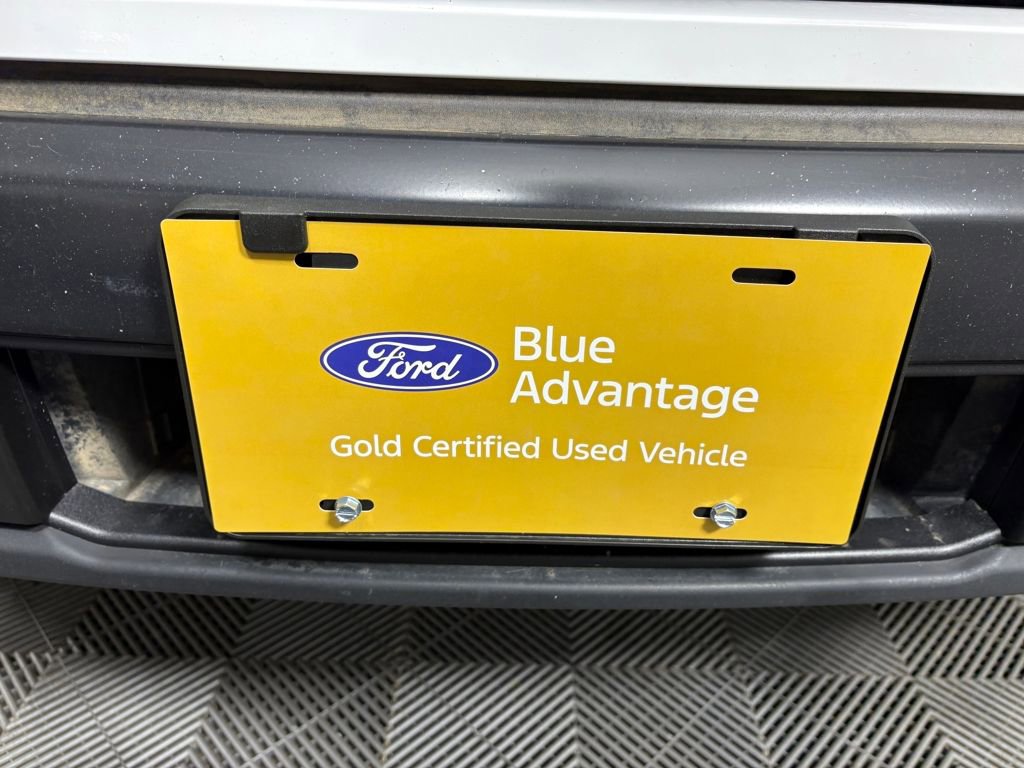 Ford
Blue
Advantage
Gold Certified Used Vehicle